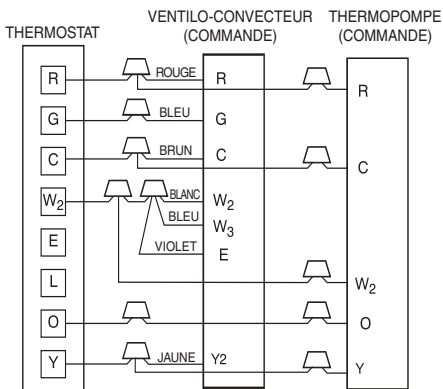 VENTILO-CONVECTEUR
(COMMANDE)
THERMOPOMPE
(COMMANDE)
THERMOSTAT
R
ROUGE
R
R
G
BLEU
G
C
BRUN
C
C
W2
BLANC
W2
BLEU
W3
E
VIOLET
E
L
W2
O
O
Y
JAUNE
Y2
Y